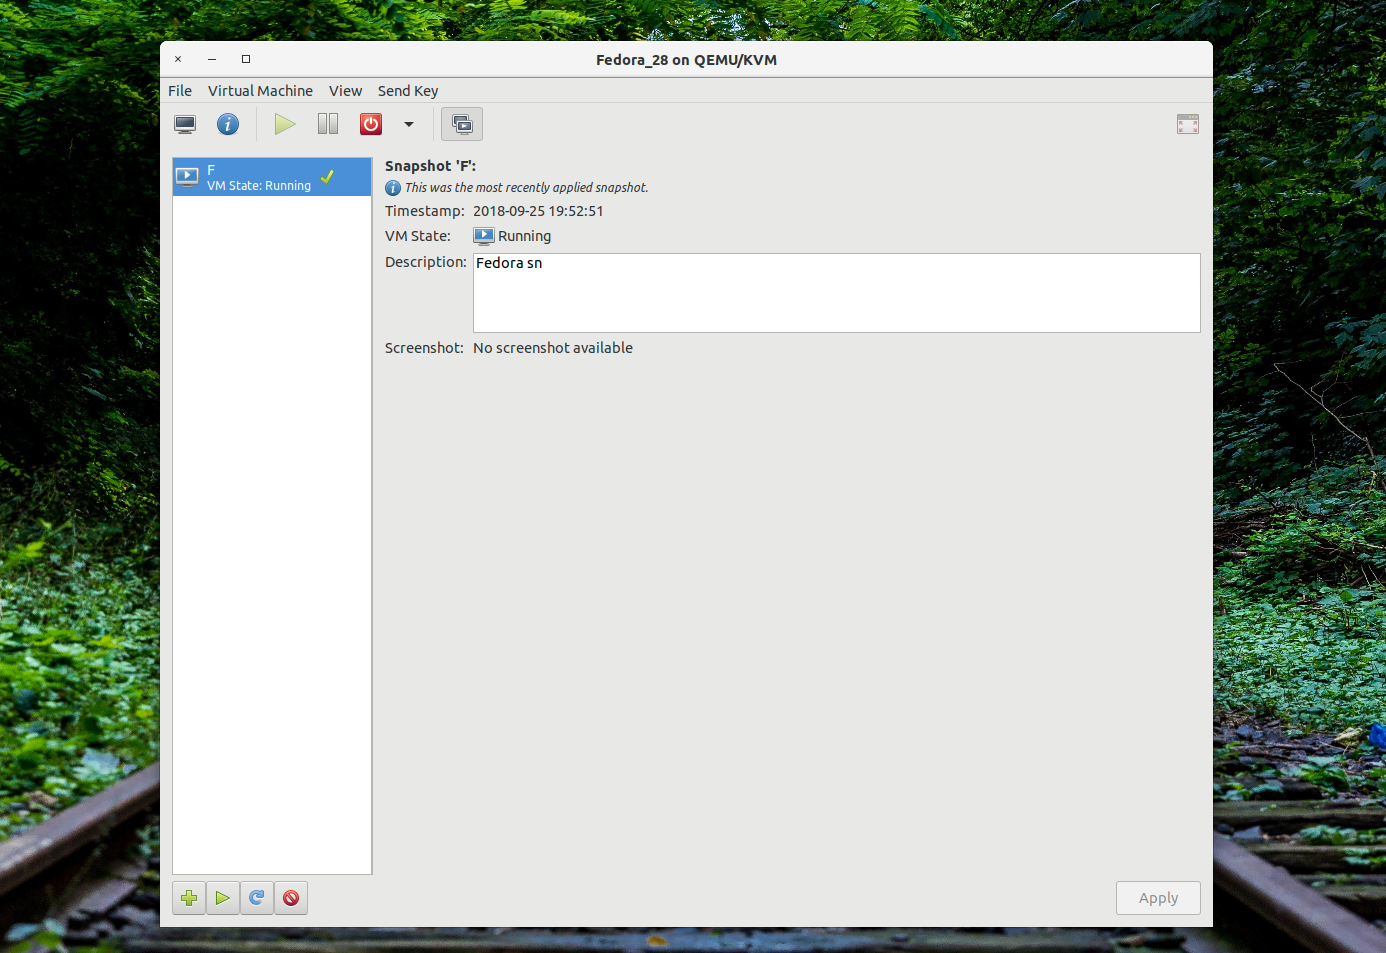 Fedora_28 on QEMU/KVM
File Virtual Machine View Send Key
F
VM State: Running
Snapshot 'F':
This was the most recently applied snapshot.
Timestamp: 2018-09-25 19:52:51
VM State: Running
Description: Fedora sn
Screenshot: No screenshot available
Apply